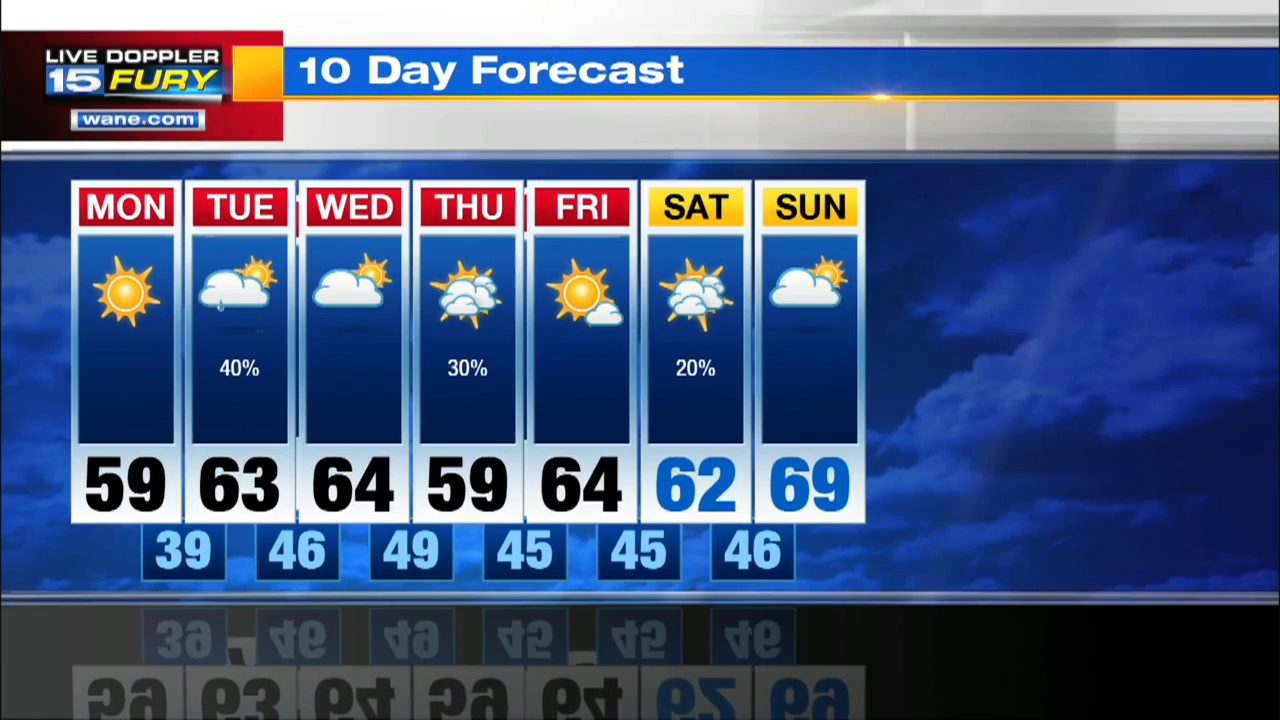 LIVE DOPPLER
15 FURY
wane.com
10 Day Forecast
MON TUE WED THU FRI SAT SUN
40% 30% 20%
59 63 64 59 64 62 69
39 46 49 45 45 46